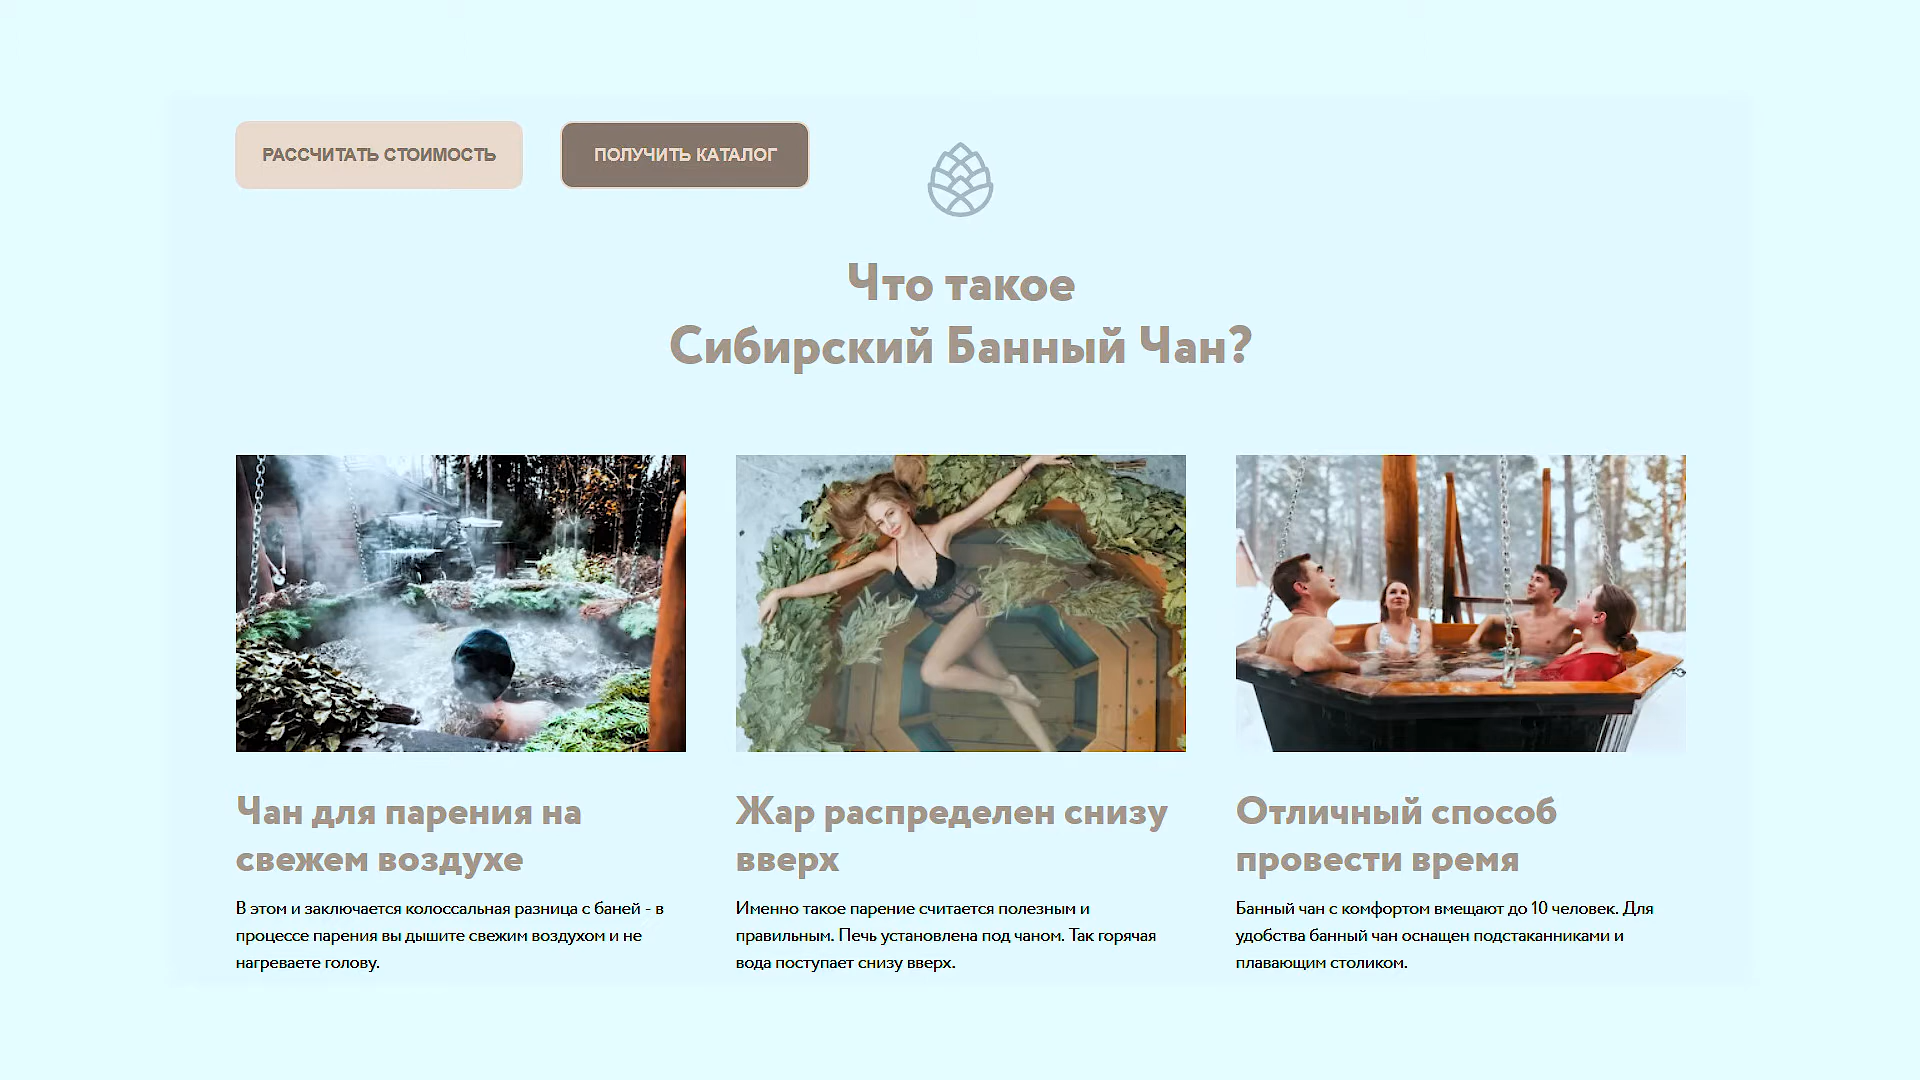 РАССЧИТАТЬ СТОИМОСТЬ
ПОЛУЧИТЬ КАТАЛОГ
Что такое
Сибирский Банный Чан?
Чан для парения на
свежем воздухе
В этом и заключается колоссальная разница с баней - в
процессе парения вы дышите свежим воздухом и не
нагреваете голову.
Жар распределен снизу
вверх
Именно такое парение считается полезным и
правильным. Печь установлена под чаном. Так горячая
вода поступает снизу вверх.
Отличный способ
провести время
Банный чан с комфортом вмещают до 10 человек. Для
удобства банный чан оснащен подстаканниками и
плавающим столиком.